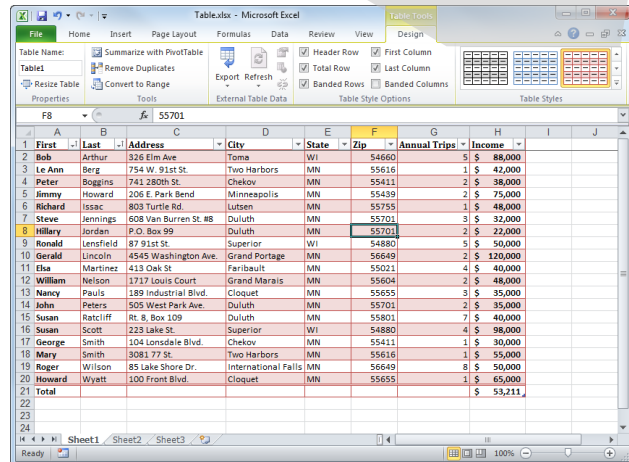 Table.xlsx - Microsoft Excel
Table Tools
File Home Insert Page Layout Formulas Data Review View Design
Table Name:
Table1
Resize Table
Properties
Summarize with PivotTable
Remove Duplicates
Convert to Range
Tools
Export Refresh
External Table Data
Header Row First Column
Total Row Last Column
Banded Rows Banded Columns
Table Style Options
Table Styles
F8 fx 55701
A B C D E F G H I J
1 First Last Address City State Zip Annual Trips Income
2 Bob Arthur 326 Elm Ave Toma WI 54660 5 $ 88,000
3 Le Ann Berg 754 W. 91st St. Two Harbors MN 55616 1 $ 42,000
4 Peter Boggins 741 280th St. Chekov MN 55411 2 $ 48,000
5 Jimmy Howard 206 E. Park Bend Minneapolis MN 55439 2 $ 75,000
6 Richard Issac 803 Turtle Rd. Lutsen MN 55755 1 $ 48,000
7 Steve Jennings 608 Van Burren St. #8 Duluth MN 55701 3 $ 32,000
8 Hillary Jordan P.O. Box 99 Duluth MN 55701 2 $ 22,000
9 Ronald Lensfield 87 91st St. Superior WI 54880 5 $ 50,000
10 Gerald Lincoln 4545 Washington Ave. Grand Portage MN 56649 2 $ 120,000
11 Elsa Martinez 413 Oak St Faribault MN 55021 4 $ 40,000
12 William Nelson 1717 Louis Court Grand Marais MN 55604 2 $ 48,000
13 Nancy Pauls 189 Industrial Blvd. Cloquet MN 55655 3 $ 35,000
14 John Peters 505 West Park Ave. Duluth MN 55701 2 $ 35,000
15 Susan Ratcliff Rt. 8, Box 109 Duluth MN 55801 7 $ 40,000
16 Susan Scott 223 Lake St. Superior WI 54880 4 $ 98,000
17 George Smith 104 Lonsdale Blvd. Chekov MN 55411 1 $ 30,000
18 Mary Smith 3081 77 St. Two Harbors MN 55616 1 $ 55,000
19 Roger Wilson 85 Lake Shore Dr. International Falls MN 56649 8 $ 50,000
20 Howard Wyatt 100 Front Blvd. Cloquet MN 55655 1 $ 65,000
21 Total $ 53,211
22
23
24
Sheet1 Sheet2 Sheet3
Ready 100%